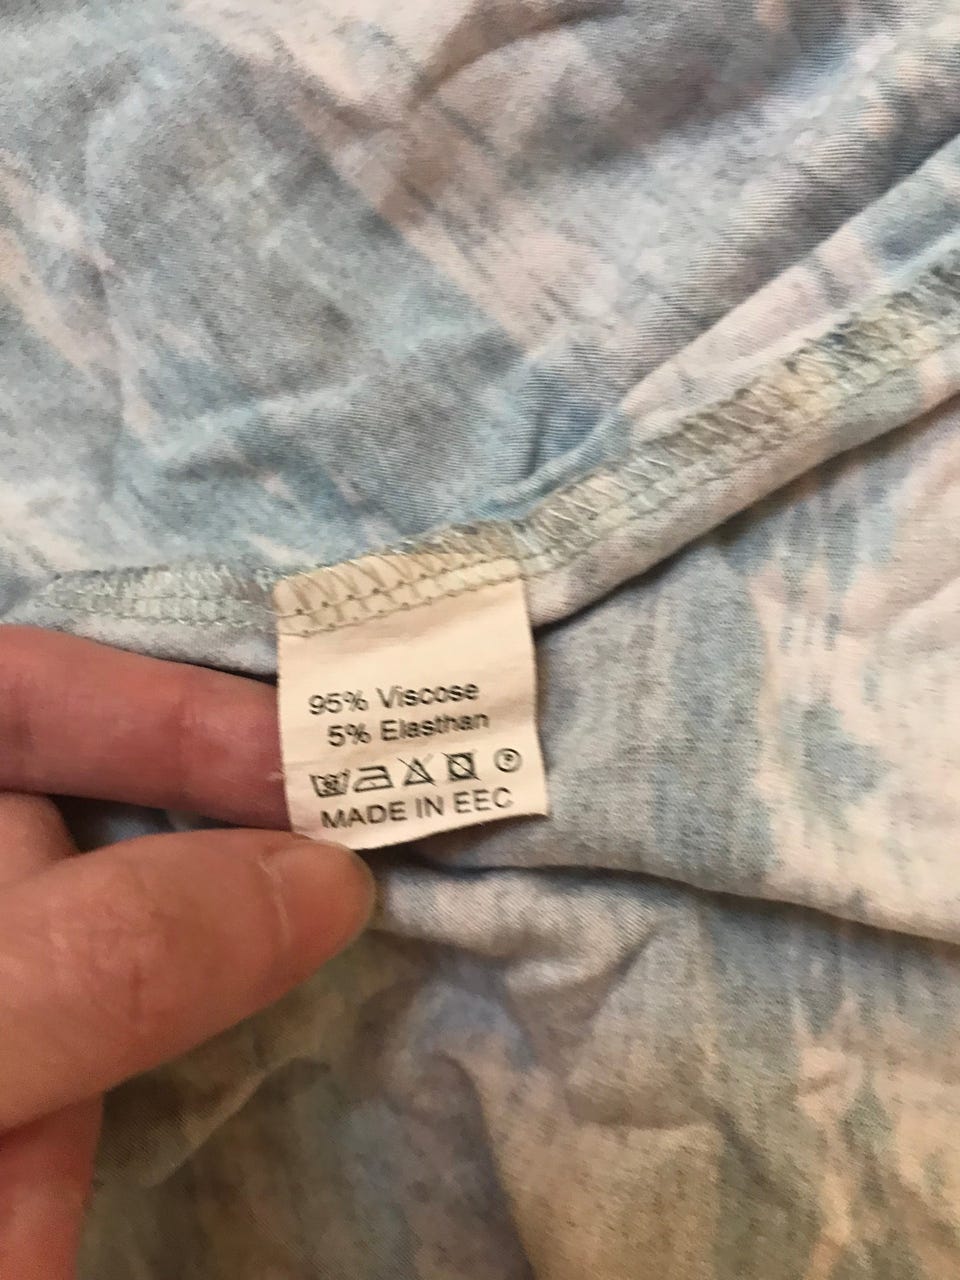 95% Viscose
5% Elasthan
MADE IN EEC